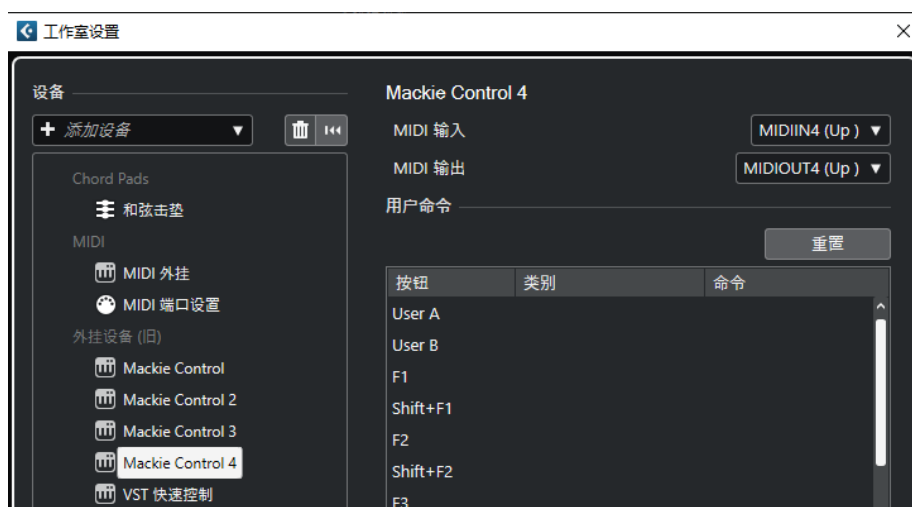 工作室设置
设备
添加设备
Chord Pads
和弦击垫
MIDI
MIDI 外挂
MIDI 端口设置
外挂设备 (旧)
Mackie Control
Mackie Control 2
Mackie Control 3
Mackie Control 4
VST 快速控制
Mackie Control 4
MIDI 输入 MIDIIN4 (Up )
MIDI 输出 MIDIOUT4 (Up )
用户命令
重置
按钮 类别 命令
User A
User B
F1
Shift+F1
F2
Shift+F2
F3